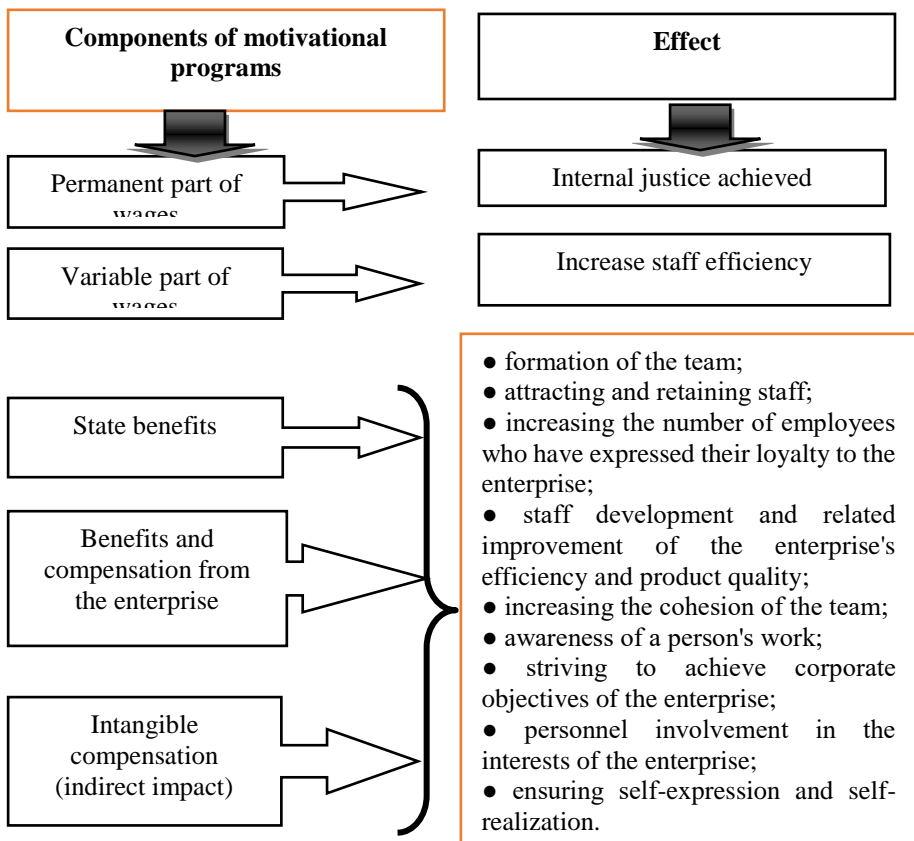 Components of motivational
programs
Effect
Permanent part of
wages
Internal justice achieved
Variable part of
wages
Increase staff efficiency
State benefits
Benefits and
compensation from
the enterprise
Intangible
compensation
(indirect impact)
● formation of the team;
● attracting and retaining staff;
● increasing the number of employees
who have expressed their loyalty to the
enterprise;
● staff development and related
improvement of the enterprise's
efficiency and product quality;
● increasing the cohesion of the team;
● awareness of a person's work;
● striving to achieve corporate
objectives of the enterprise;
● personnel involvement in the
interests of the enterprise;
● ensuring self-expression and self-
realization.